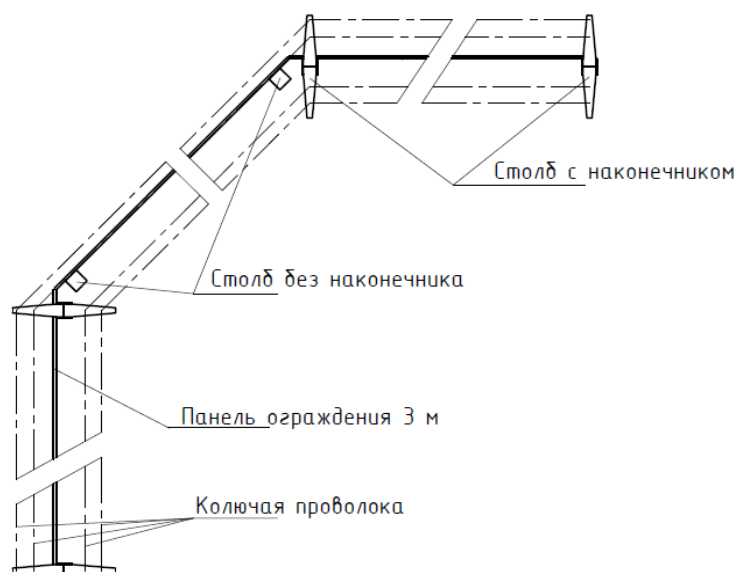 Столб с наконечником
Столб без наконечника
Панель ограждения 3 м
Колючая проволока